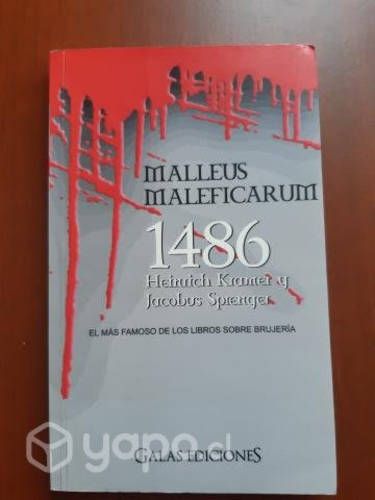 MALLEUS
MALEFICARUM
1486
Heinrich Kramer y
Jacobus Sprenger
EL MÁS FAMOSO DE LOS LIBROS SOBRE BRUJERÍA
yapo.cl
GALAS EDICIONES